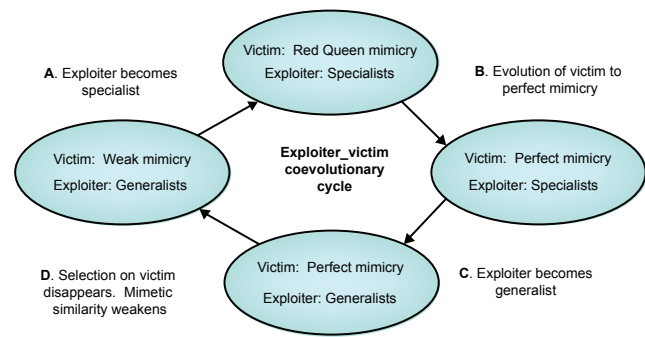 Victim:  Red Queen mimicry
Exploiter: Specialists
A. Exploiter becomes
specialist
B. Evolution of victim to
perfect mimicry
Victim:  Weak mimicry
Exploiter: Generalists
Exploiter_victim
coevolutionary
cycle
Victim:  Perfect mimicry
Exploiter: Specialists
D. Selection on victim
disappears.  Mimetic
similarity weakens
Victim:  Perfect mimicry
Exploiter: Generalists
C. Exploiter becomes
generalist